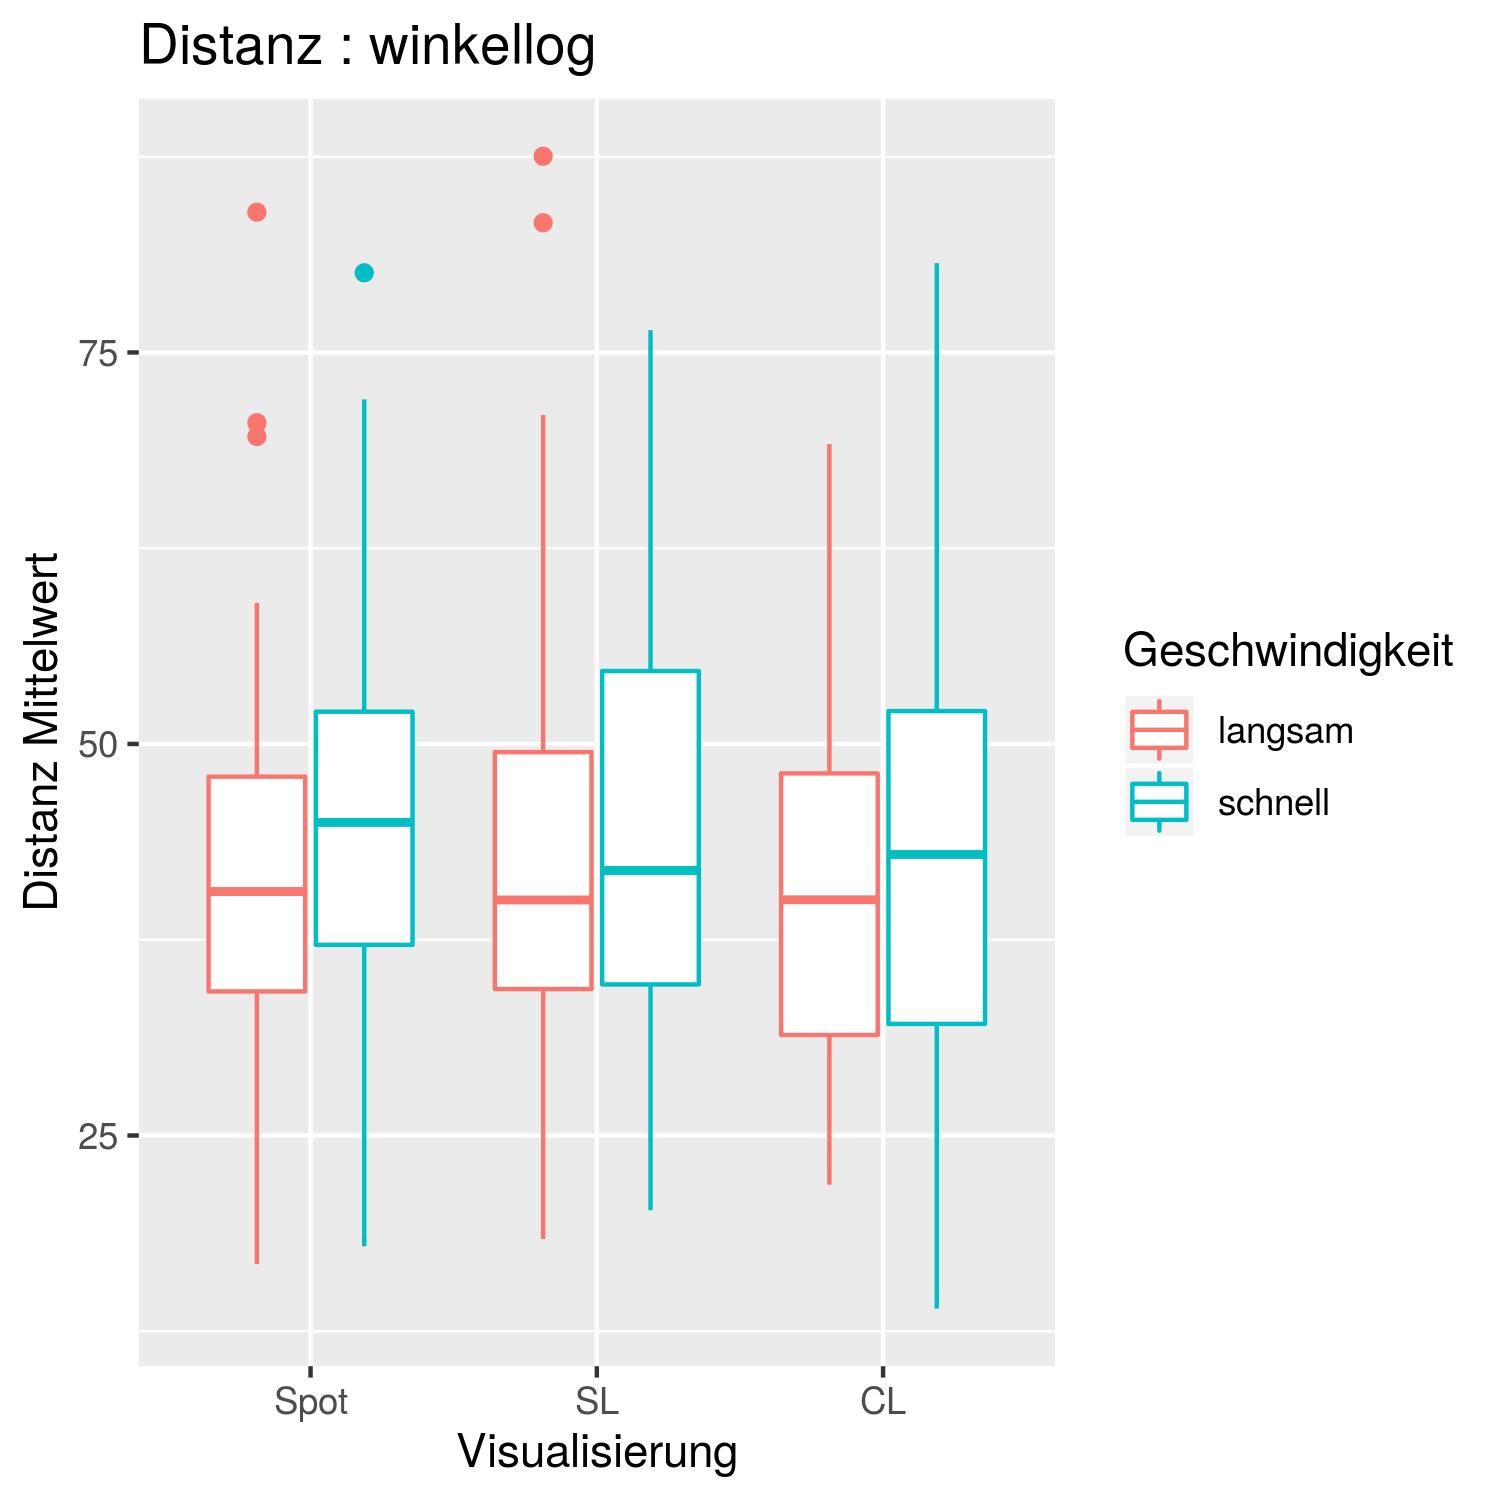 Distanz : winkellog
Distanz Mittelwert
75
50
25
Spot
SL
CL
Visualisierung
Geschwindigkeit
langsam
schnell